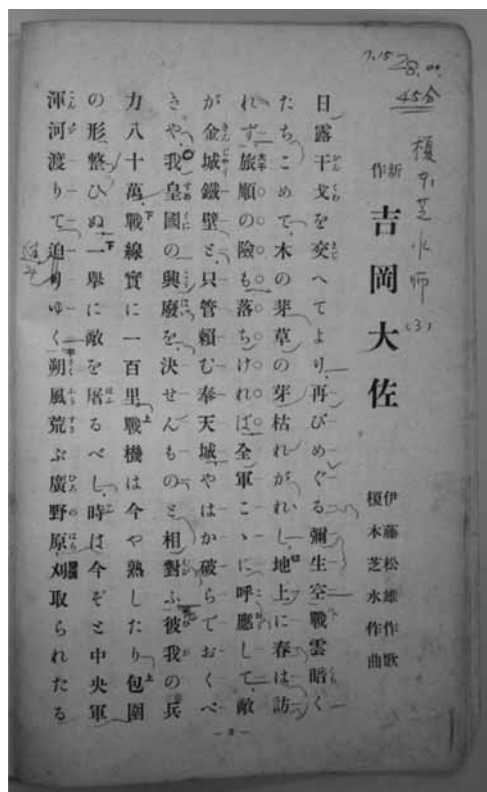 7.15
28.00
45分
榎本芝水師
(3)
新作 吉岡大佐
伊藤松雄作歌
榎本芝水作曲
日露干戈を交へてより再びめぐる彌生空戰雲暗く
たちこめて木の芽草の芽枯れがれし地上に春は訪
れず旅順の險も落ちければ全軍こゝに呼應して敵
が金城鐵壁と只管賴む奉天城やはか破らでおくべ
きや我皇國の興廢を決せんものと相對ふ彼我の兵
力八十萬戰線實に一百里戰機は今や熟したり包圍
の形整ひぬ一擧に敵を屠るべし時は今ぞと中央軍
渾河渡りて迫りゆく朔風荒ぶ廣野原刈取られたる